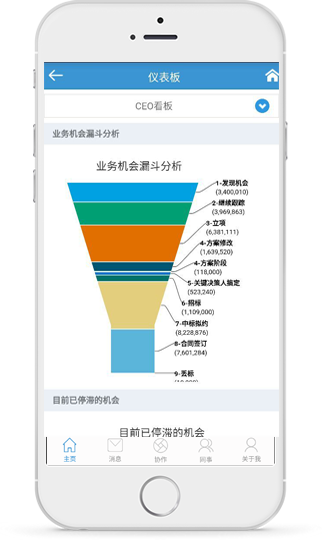 仪表板
CEO看板
业务机会漏斗分析
业务机会漏斗分析
1-发现机会
(3,400,010)
2-继续跟踪
(3,969,863)
3-立项
(6,381,111)
4-方案修改
(1,639,520)
4-方案阶段
(118,000)
5-关键决策人搞定
(523,240)
6-招标
(1,109,000)
7-中标拟约
(8,228,876)
8-合同签订
(7,601,284)
9-丢标
目前已停滞的机会
目前已停滞的机会
主页 消息 协作 同事 关于我